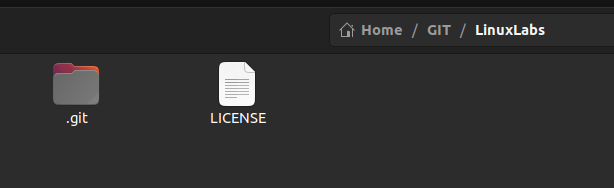 Home / GIT / LinuxLabs
.git
LICENSE